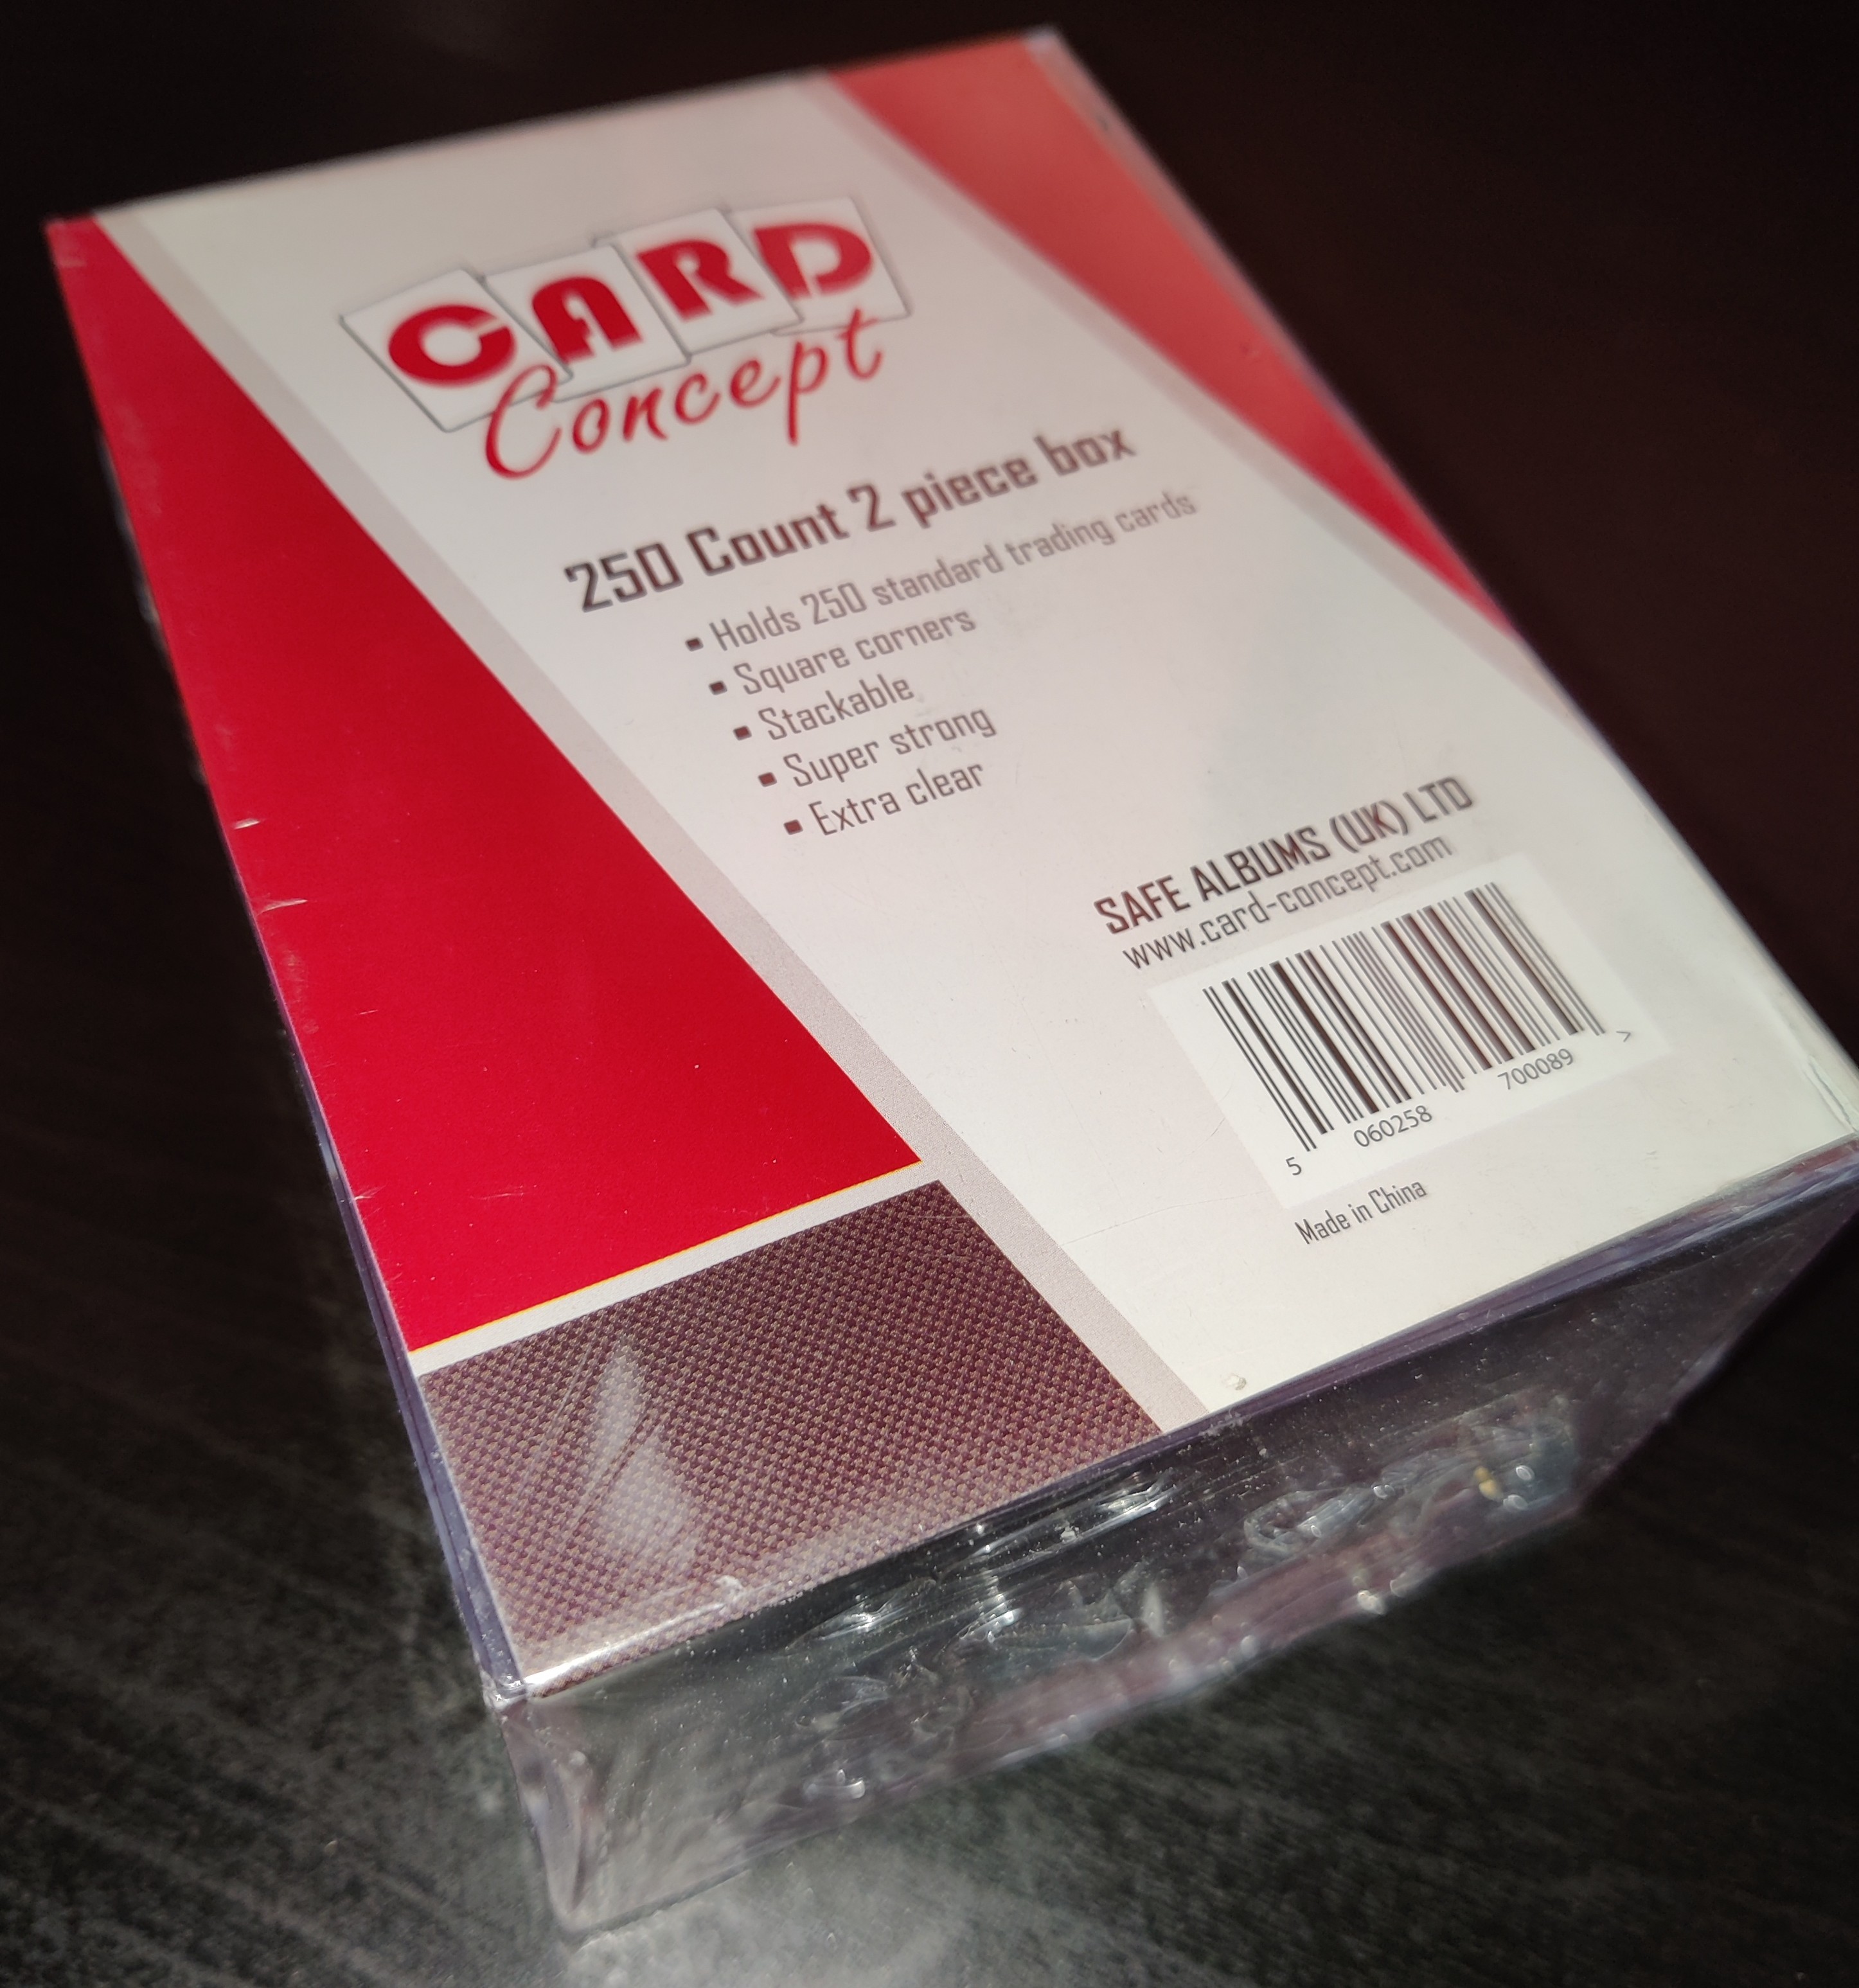 CARD
Concept
250 Count 2 piece box
▪ Holds 250 standard trading cards
▪ Square corners
▪ Stackable
▪ Super strong
▪ Extra clear
SAFE ALBUMS (UK) LTD
www.card-concept.com
5 060258 700089 >
Made in China